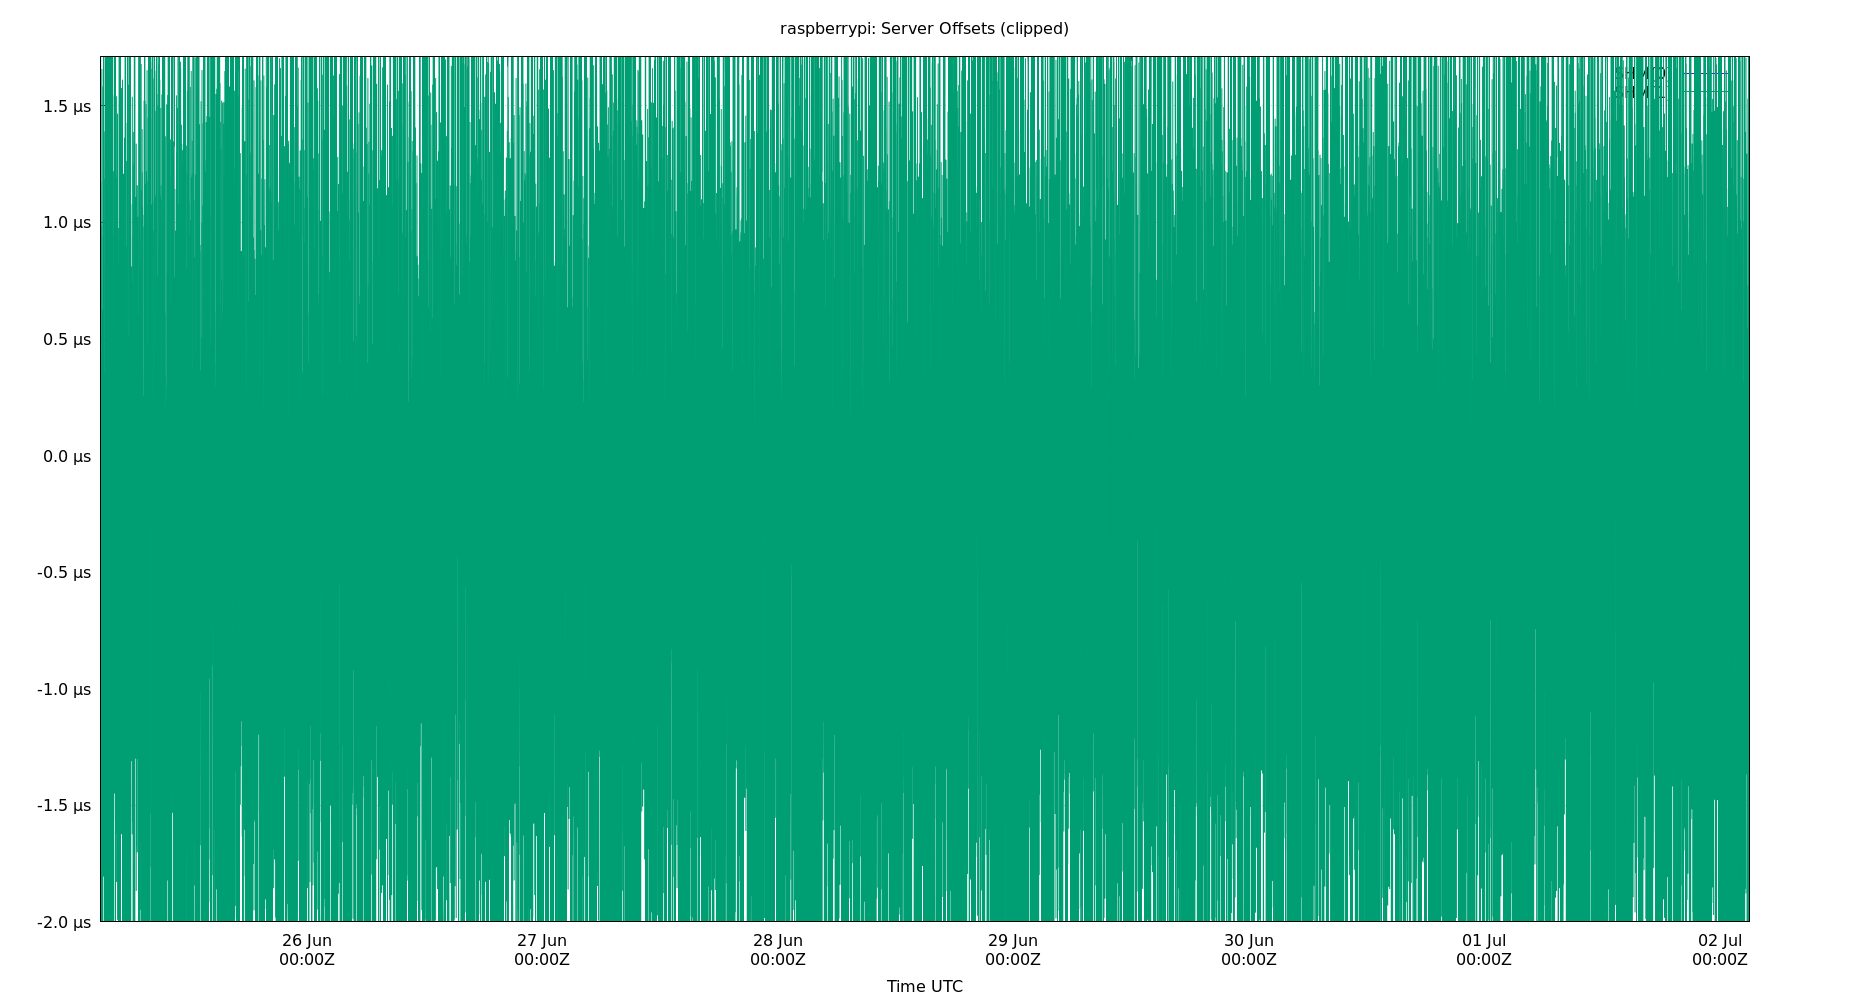 raspberrypi: Server Offsets (clipped)
1.5 µs
1.0 µs
0.5 µs
0.0 µs
-0.5 µs
-1.0 µs
-1.5 µs
-2.0 µs
26 Jun 27 Jun 28 Jun 29 Jun 30 Jun 01 Jul 02 Jul
00:00Z 00:00Z 00:00Z 00:00Z 00:00Z 00:00Z 00:00Z
Time UTC